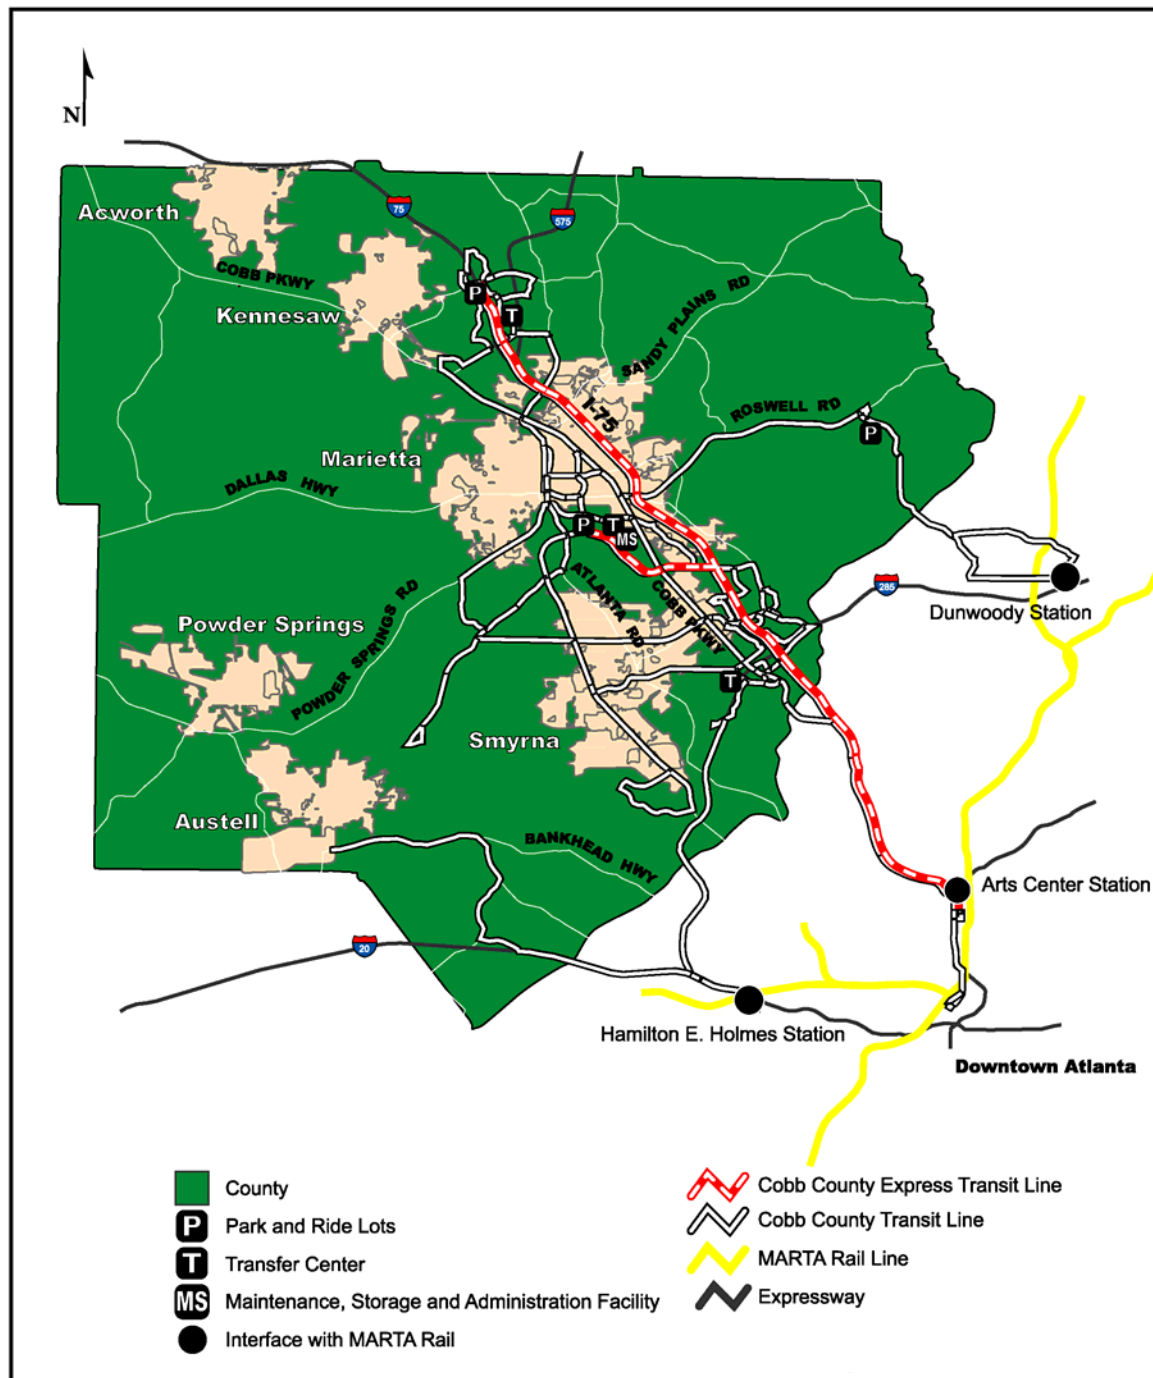 N
75
575
Acworth
COBB PKWY
Kennesaw
P
T
SANDY PLAINS RD
I-75
ROSWELL RD
P
Marietta
DALLAS HWY
P
T
MS
ATLANTA RD
COBB PKWY
285
Dunwoody Station
Powder Springs
POWDER SPRINGS RD
T
Smyrna
Austell
BANKHEAD HWY
Arts Center Station
20
Hamilton E. Holmes Station
Downtown Atlanta
County
P
Park and Ride Lots
T
Transfer Center
MS
Maintenance, Storage and Administration Facility
Interface with MARTA Rail
Cobb County Express Transit Line
Cobb County Transit Line
MARTA Rail Line
Expressway